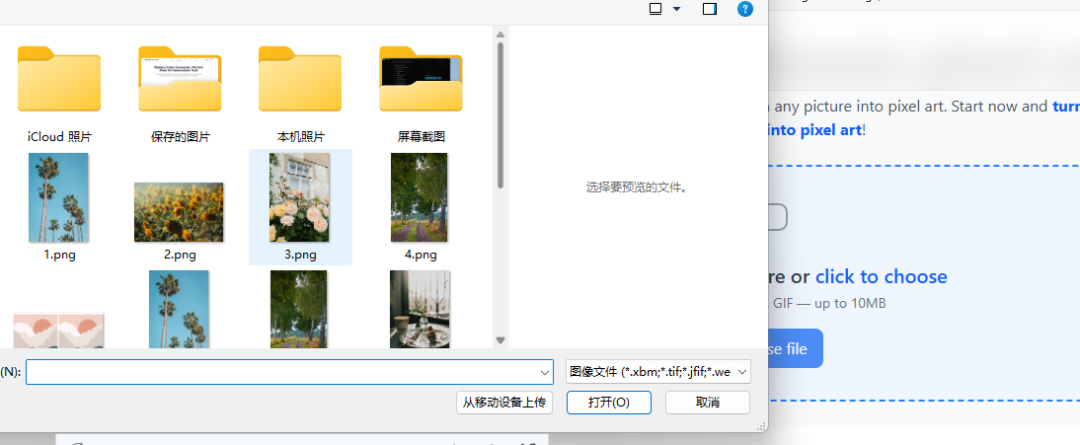 iCloud 照片
保存的图片
本机照片
屏幕截图
1.png
2.png
3.png
4.png
选择要预览的文件。
(N):
图像文件 (*.xbm;*.tif;*.jfif;*.we
从移动设备上传
打开(O)
取消
any picture into pixel art. Start now and turn
into pixel art!
re or click to choose
GIF — up to 10MB
se file